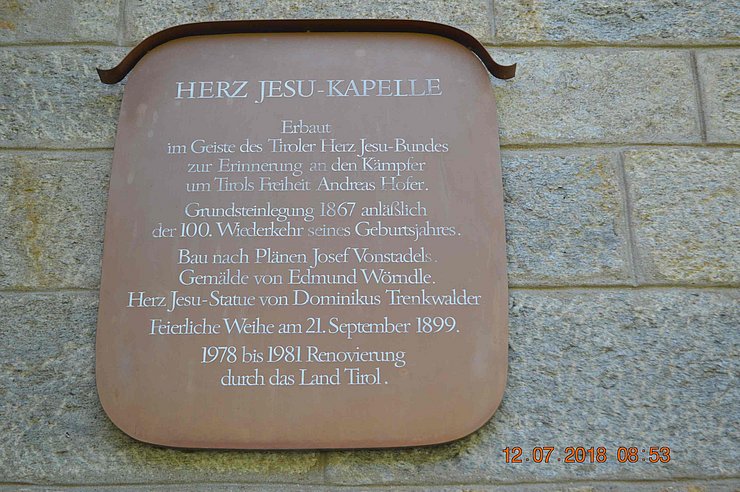 HERZ JESU-KAPELLE
Erbaut
im Geiste des Tiroler Herz Jesu-Bundes
zur Erinnerung an den Kämpfer
um Tirols Freiheit Andreas Hofer.
Grundsteinlegung 1867 anläßlich
der 100. Wiederkehr seines Geburtsjahres.
Bau nach Plänen Josef Vonstadels.
Gemälde von Edmund Wörndle.
Herz Jesu-Statue von Dominikus Trenkwalder
Feierliche Weihe am 21. September 1899.
1978 bis 1981 Renovierung
durch das Land Tirol.
12.07.2018 08:53